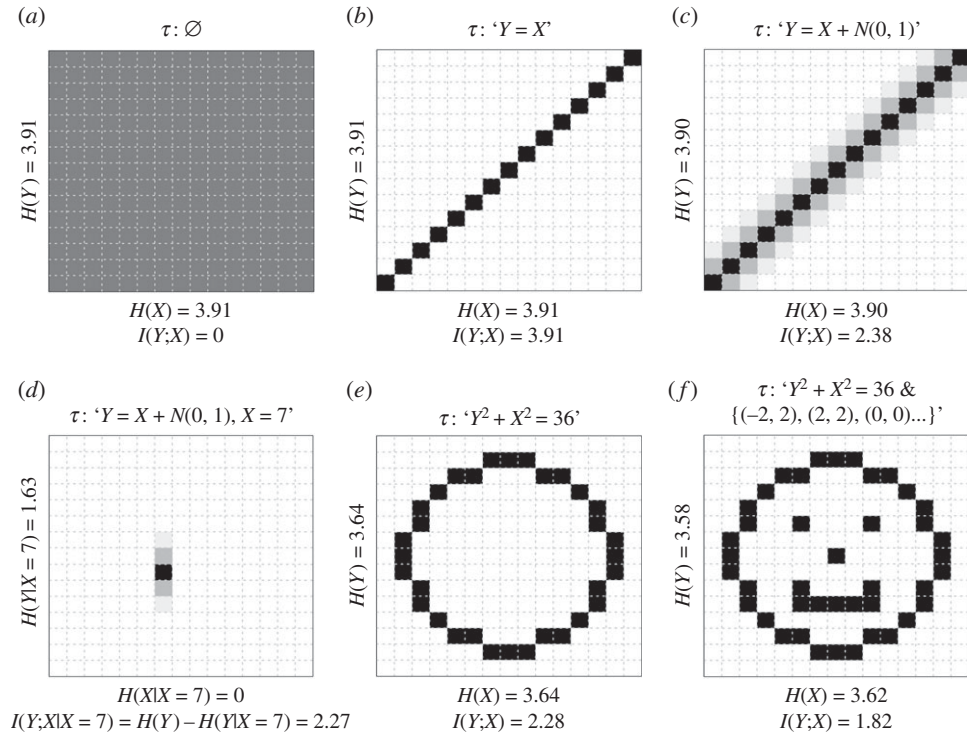 (a)
τ: ∅
H(Y) = 3.91
H(X) = 3.91
I(Y;X) = 0
(b)
τ: ‘Y = X’
H(Y) = 3.91
H(X) = 3.91
I(Y;X) = 3.91
(c)
τ: ‘Y = X + N(0, 1)’
H(Y) = 3.90
H(X) = 3.90
I(Y;X) = 2.38
(d)
τ: ‘Y = X + N(0, 1), X = 7’
H(Y|X = 7) = 1.63
H(X|X = 7) = 0
I(Y;X|X = 7) = H(Y) – H(Y|X = 7) = 2.27
(e)
τ: ‘Y² + X² = 36’
H(Y) = 3.64
H(X) = 3.64
I(Y;X) = 2.28
(f)
τ: ‘Y² + X² = 36 &
{(–2, 2), (2, 2), (0, 0)...}’
H(Y) = 3.58
H(X) = 3.62
I(Y;X) = 1.82